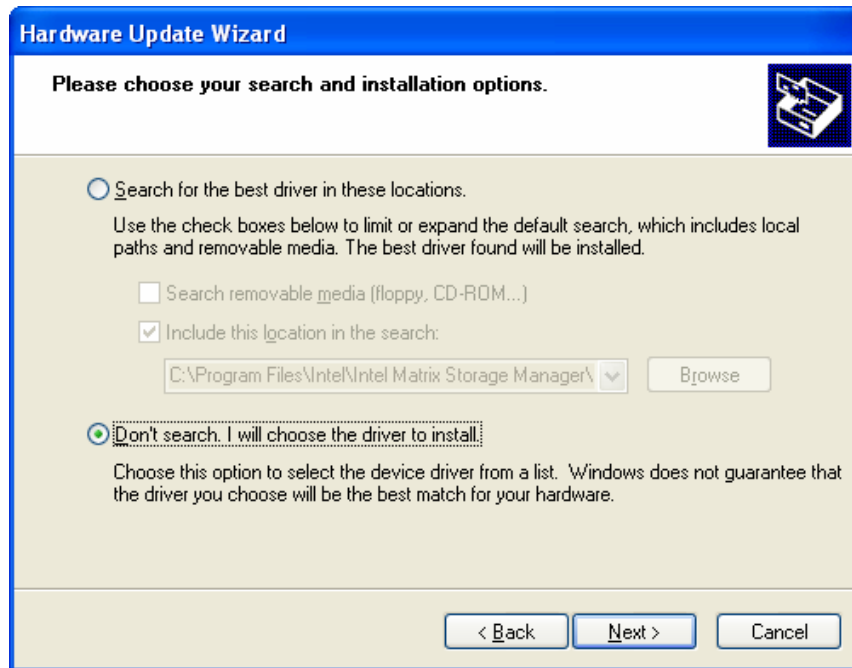 Hardware Update Wizard
Please choose your search and installation options.
Search for the best driver in these locations.
Use the check boxes below to limit or expand the default search, which includes local
paths and removable media. The best driver found will be installed.
Search removable media (floppy, CD-ROM...)
Include this location in the search:
C:\Program Files\Intel\Intel Matrix Storage Manager\
Browse
Don't search. I will choose the driver to install.
Choose this option to select the device driver from a list. Windows does not guarantee that
the driver you choose will be the best match for your hardware.
< Back Next > Cancel